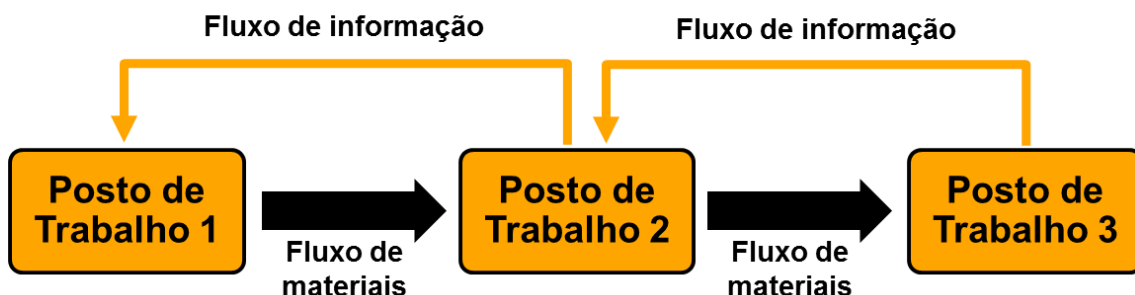 Fluxo de informação
Fluxo de informação
Posto de
Trabalho 1
Posto de
Trabalho 2
Posto de
Trabalho 3
Fluxo de
materiais
Fluxo de
materiais